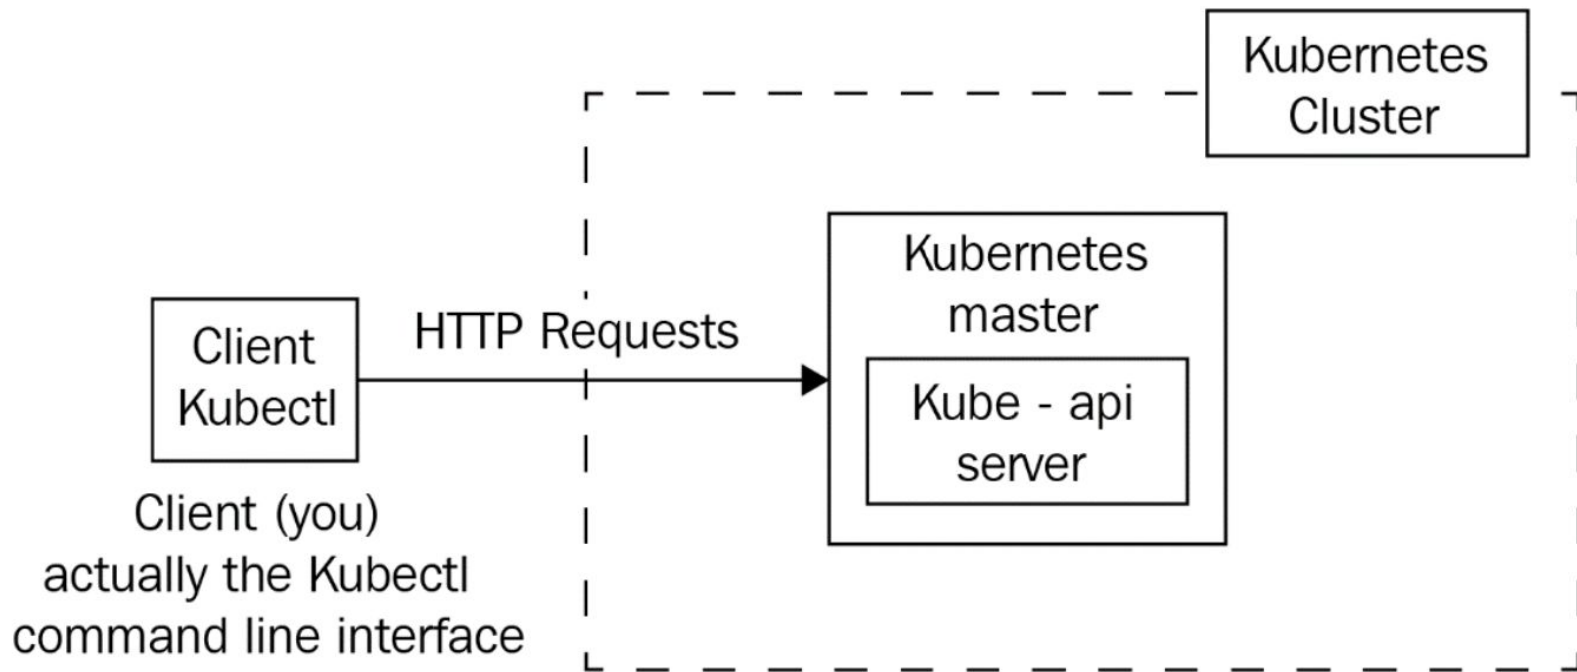 Kubernetes
Cluster
Kubernetes
master
HTTP Requests
Client
Kubectl
Kube - api
server
Client (you)
actually the Kubectl
command line interface